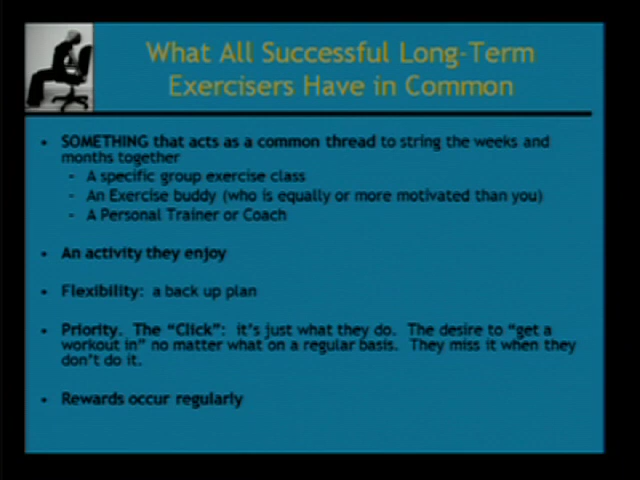 What All Successful Long-Term
Exercisers Have in Common
• SOMETHING that acts as a common thread to string the weeks and
months together
- A specific group exercise class
- An Exercise buddy (who is equally or more motivated than you)
- A Personal Trainer or Coach
• An activity they enjoy
• Flexibility: a back up plan
• Priority. The “Click”: it’s just what they do. The desire to “get a
workout in” no matter what on a regular basis. They miss it when they
don’t do it.
• Rewards occur regularly